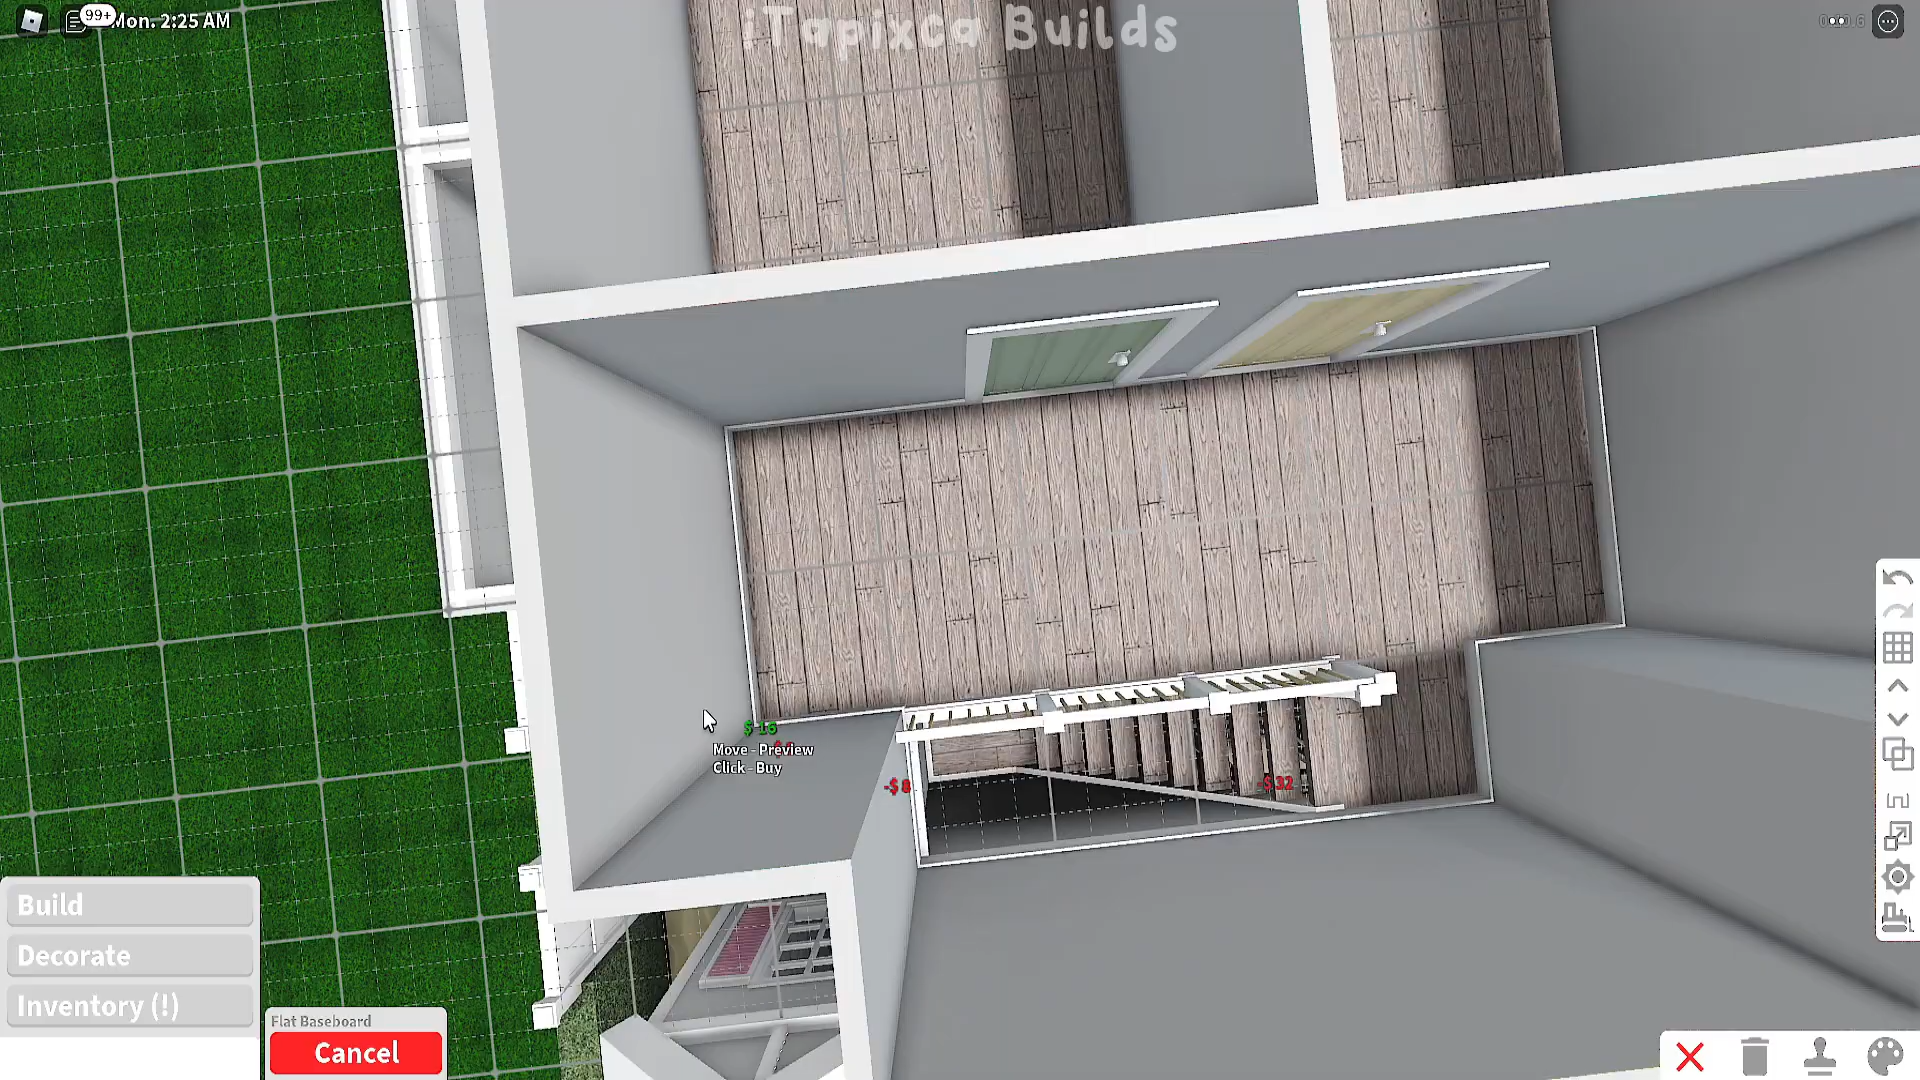 99+
Mon. 2:25 AM
iTapixca Builds
$ 16
Move - Preview
Click - Buy
-$ 8
-$ 32
Build
Decorate
Inventory (!)
Flat Baseboard
Cancel